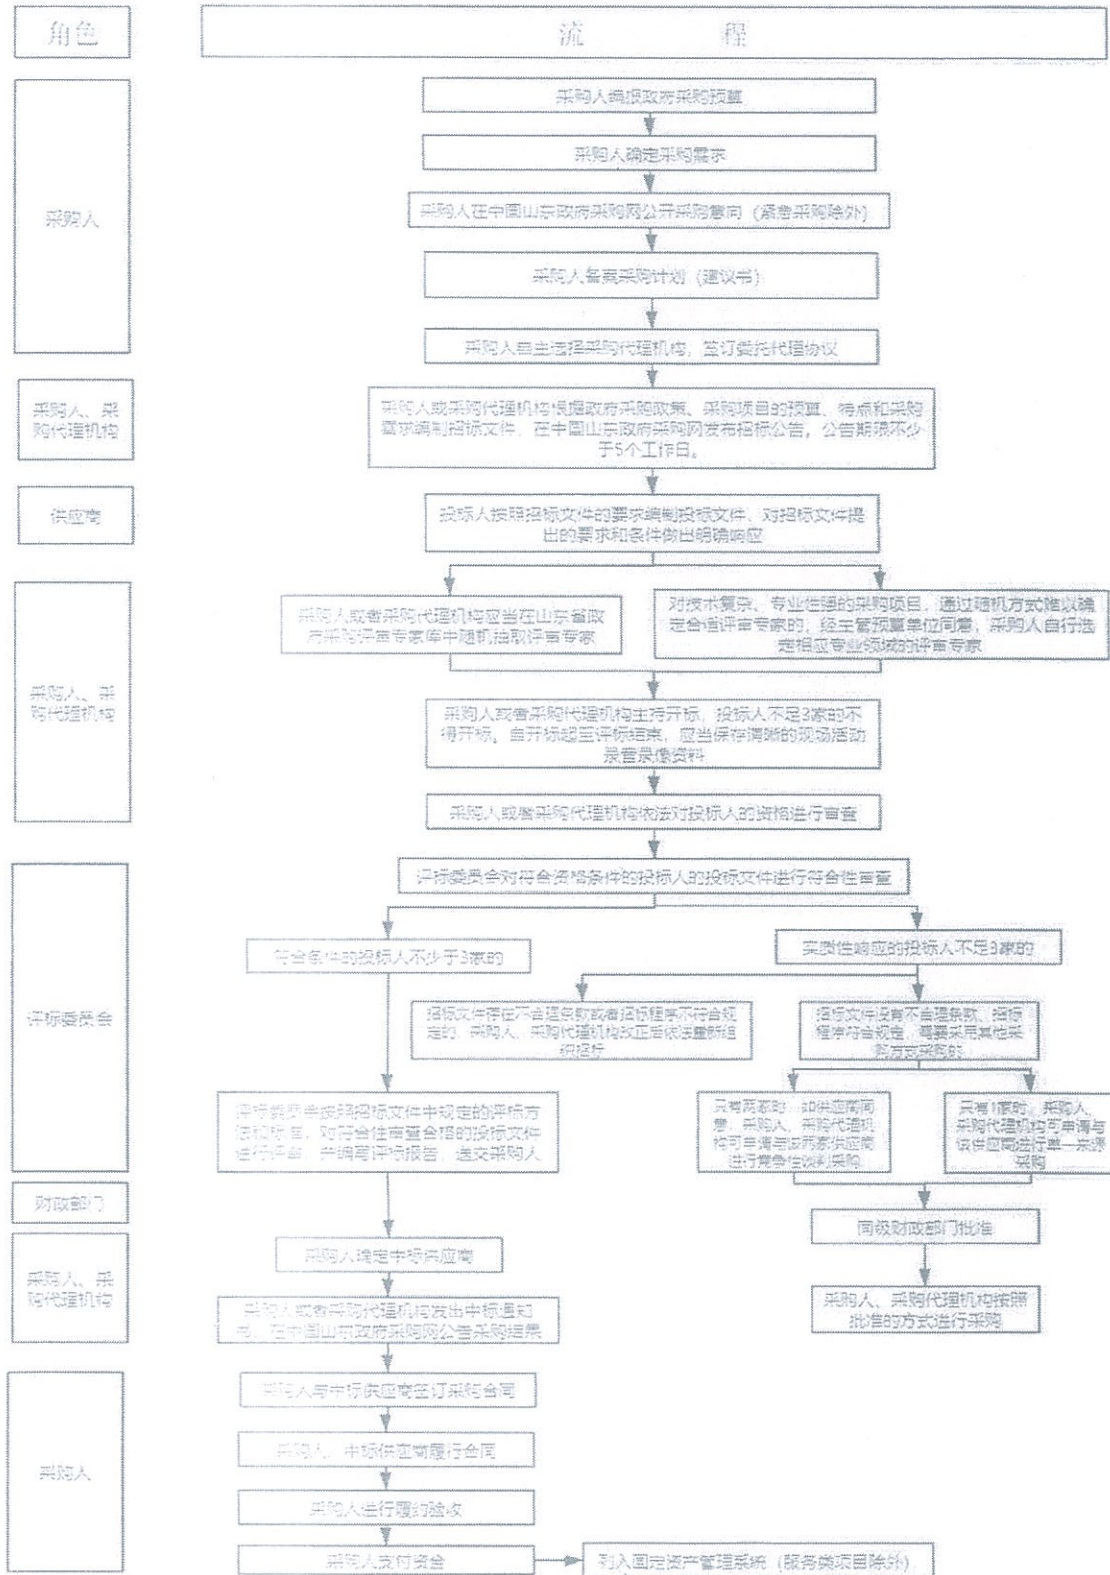 角色
流 程
采购人
采购人编报政府采购预算
采购人确定采购需求
采购人在中国山东政府采购网公开采购意向（紧急采购除外）
采购人备案采购计划（建议书）
采购人自主选择采购代理机构，签订委托代理协议
采购人、采
购代理机构
采购人或采购代理机构根据政府采购政策、采购项目的预算、特点和采购
需求编制招标文件，在中国山东政府采购网发布招标公告，公告期限不少
于5个工作日。
供应商
投标人按照招标文件的要求编制投标文件、对招标文件提
出的要求和条件做出明确响应
采购人、采
购代理机构
采购人或者采购代理机构应当在山东省政
府采购评审专家库中随机抽取评审专家
对技术复杂、专业性强的采购项目，通过随机方式难以确
定合适评审专家的，经主管预算单位同意，采购人自行选
定相应专业领域的评审专家
采购人或者采购代理机构主持开标，投标人不足3家的不
得开标。自开标起至评标结束，应当保存清晰的现场活动
录音录像资料
采购人或者采购代理机构依法对投标人的资格进行审查
评标委员会
评标委员会对符合资格条件的投标人的投标文件进行符合性审查
符合条件的投标人不少于3家的
实质性响应的投标人不足3家的
招标文件存在不合理条款或者招标程序不符合规
定的，采购人、采购代理机构改正后依法重新组
织招标
招标文件没有不合理条款、招标
程序符合规定，需要采用其他采
购方式采购的
评标委员会按照招标文件中规定的评标方
法和标准，对符合性审查合格的投标文件
进行评审，并编写评标报告，送交采购人
只有两家的，如供应商同
意，采购人、采购代理机
构可申请与该两家供应商
进行竞争性谈判采购
只有1家的，采购人、
采购代理机构可申请与
该供应商进行单一来源
采购
财政部门
同级财政部门批准
采购人、采
购代理机构
采购人确定中标供应商
采购人或者采购代理机构发出中标通知
书，在中国山东政府采购网公告采购结果
采购人、采购代理机构按照
批准的方式进行采购
采购人
采购人与中标供应商签订采购合同
采购人、中标供应商履行合同
采购人进行履约验收
采购人支付资金
列入固定资产管理系统（服务类项目除外）